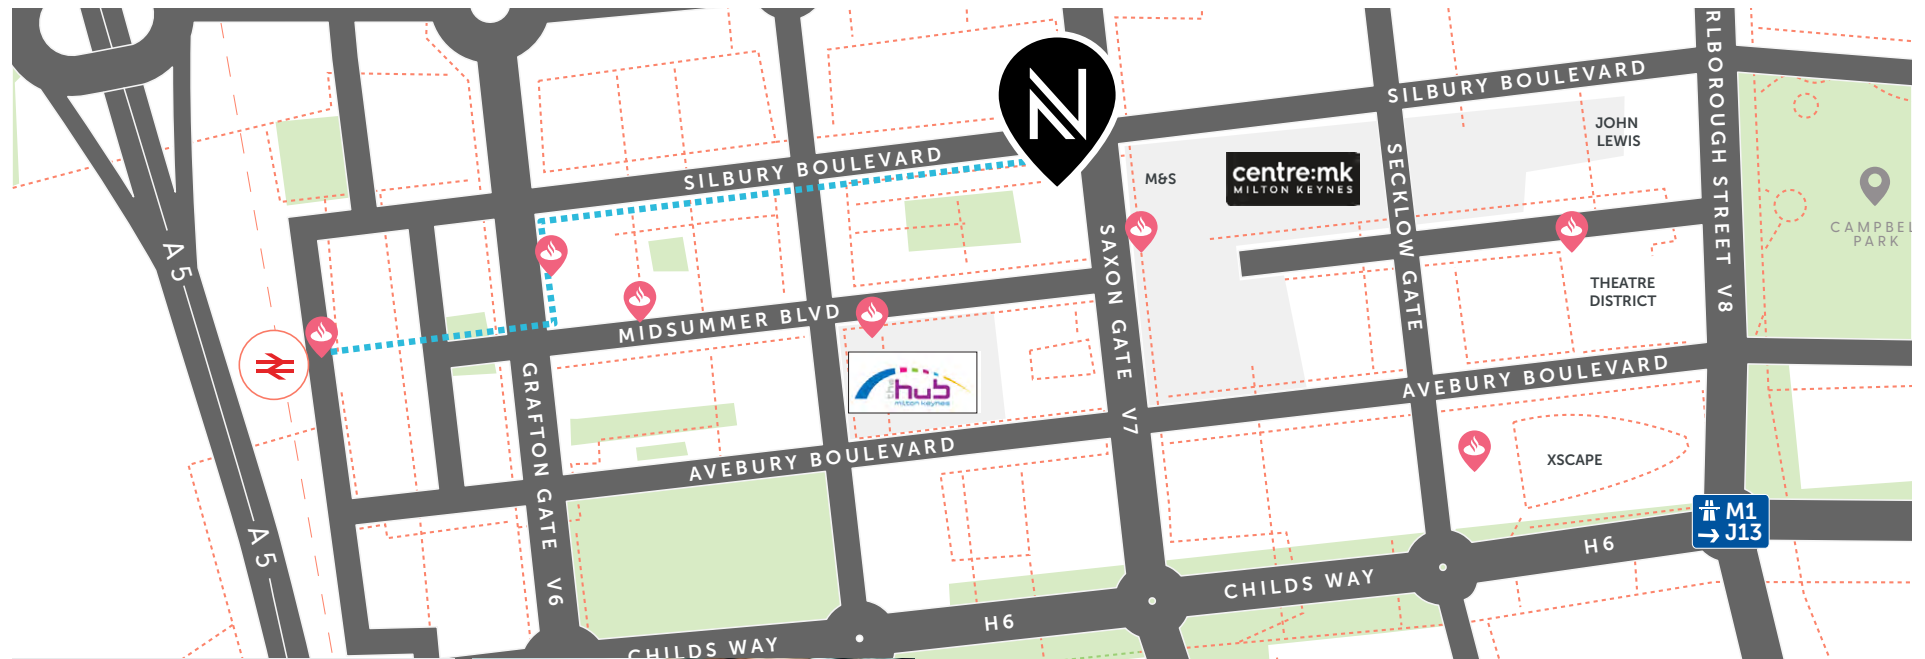 RLBOROUGH STREET V8
SILBURY BOULEVARD
JOHN
LEWIS
N
SILBURY BOULEVARD
M&S
centre:mk
MILTON KEYNES
SECKLOW GATE
CAMPBEL
PARK
A5
SAXON GATE V7
THEATRE
DISTRICT
MIDSUMMER BLVD
the hub
milton keynes
GRAFTON GATE V6
AVEBURY BOULEVARD
AVEBURY BOULEVARD
XSCAPE
A5
M1
J13
H6
CHILDS WAY
H6
CHILDS WAY